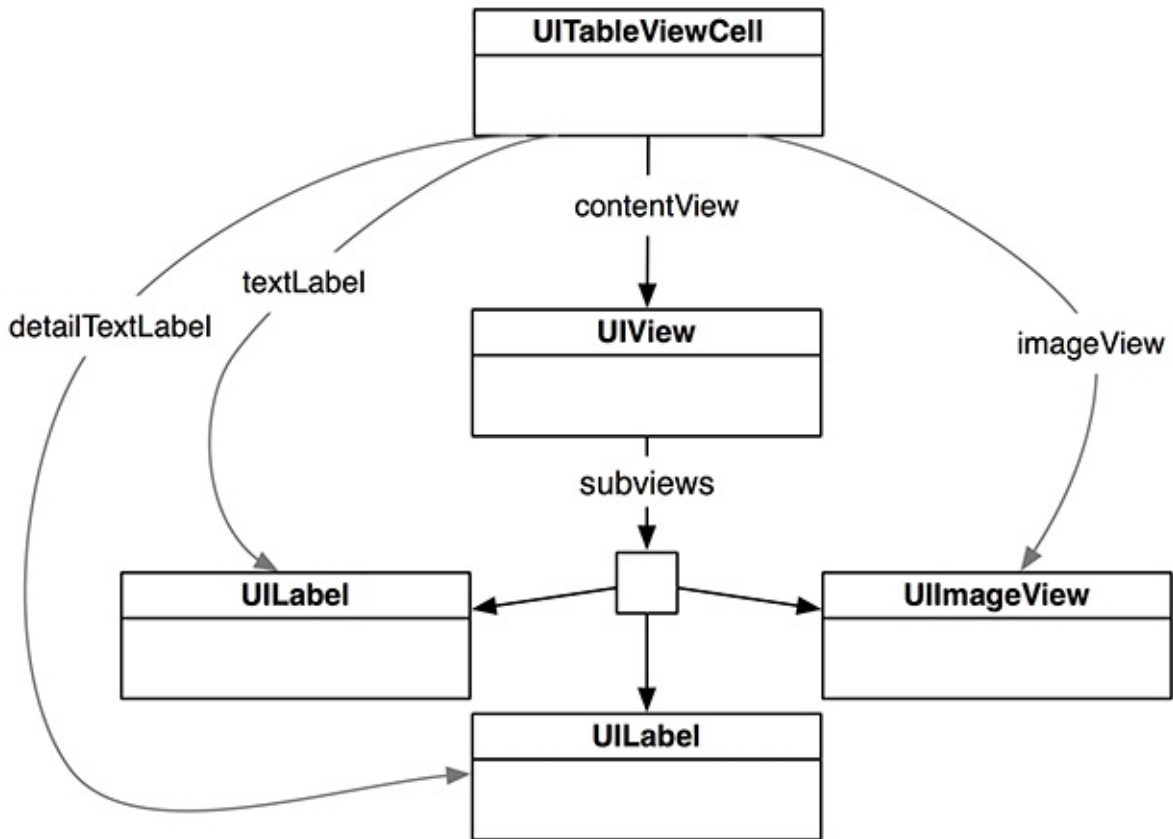 UITableViewCell
contentView
textLabel
detailTextLabel
UIView
imageView
subviews
UILabel
UIImageView
UILabel